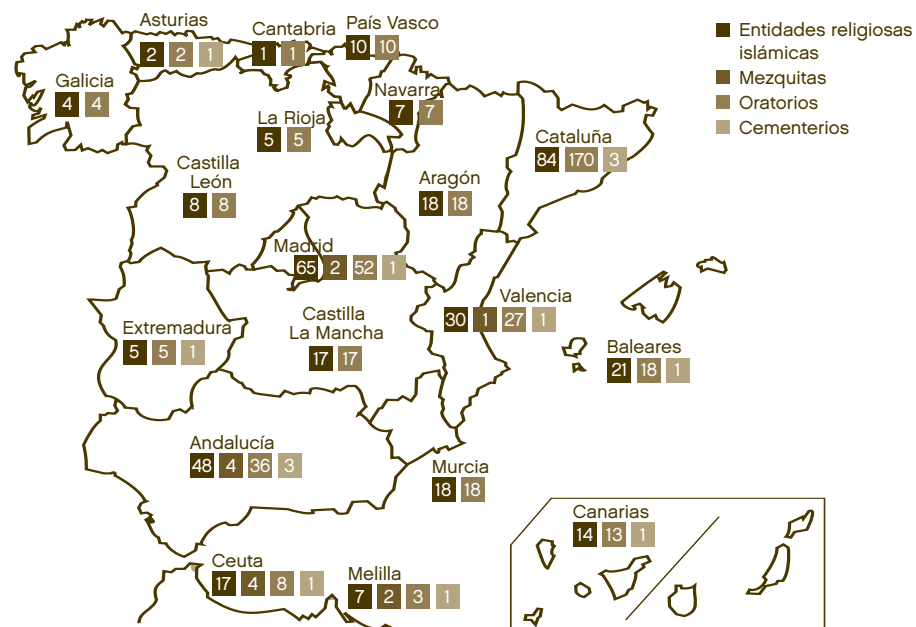 Asturias
2 2 1
Cantabria
1 1
País Vasco
10 10
Entidades religiosas
islámicas
Mezquitas
Oratorios
Cementerios
Galicia
4 4
Navarra
7 7
La Rioja
5 5
Cataluña
84 170 3
Castilla
León
8 8
Aragón
18 18
Madrid
65 2 52 1
Valencia
30 1 27 1
Extremadura
5 5 1
Castilla
La Mancha
17 17
Baleares
21 18 1
Andalucía
48 4 36 3
Murcia
18 18
Canarias
14 13 1
Ceuta
17 4 8 1
Melilla
7 2 3 1